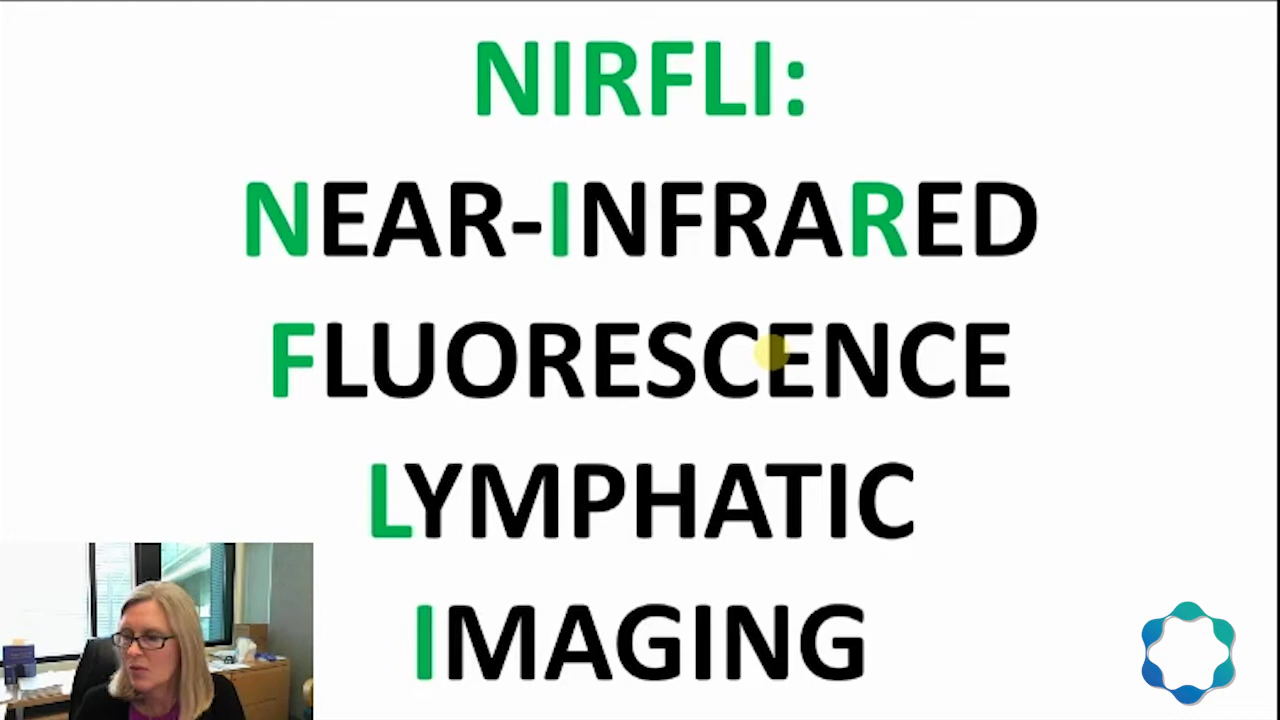 NIRFLI:
NEAR-INFRARED
FLUORESCENCE
LYMPHATIC
IMAGING